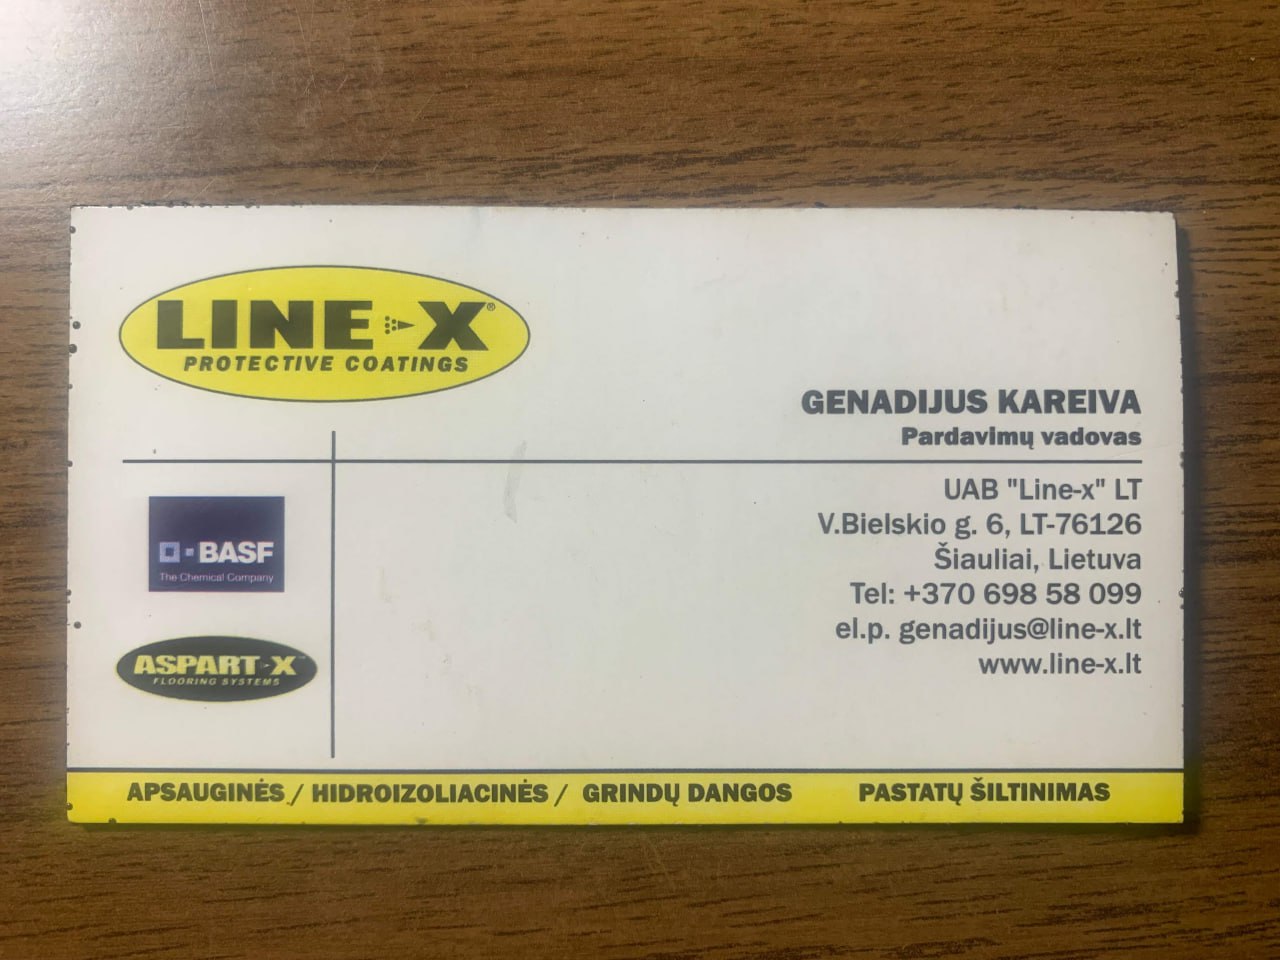 LINE-X®
PROTECTIVE COATINGS
GENADIJUS KAREIVA
Pardavimų vadovas
UAB "Line-x" LT
V.Bielskio g. 6, LT-76126
Šiauliai, Lietuva
Tel: +370 698 58 099
el.p. genadijus@line-x.lt
www.line-x.lt
BASF
The Chemical Company
ASPART-X™
FLOORING SYSTEMS
APSAUGINĖS / HIDROIZOLIACINĖS / GRINDŲ DANGOS PASTATŲ ŠILTINIMAS